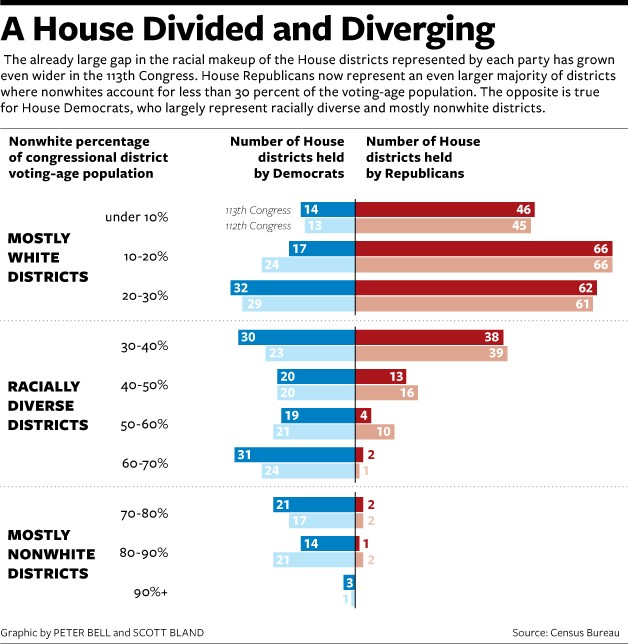 A House Divided and Diverging
The already large gap in the racial makeup of the House districts represented by each party has grown
even wider in the 113th Congress. House Republicans now represent an even larger majority of districts
where nonwhites account for less than 30 percent of the voting-age population. The opposite is true
for House Democrats, who largely represent racially diverse and mostly nonwhite districts.
Nonwhite percentage
of congressional district
voting-age population
Number of House
districts held
by Democrats
Number of House
districts held
by Republicans
MOSTLY
WHITE
DISTRICTS
under 10%
113th Congress 14 46
112th Congress 13 45
10-20%
17 66
24 66
20-30%
32 62
29 61
RACIALLY
DIVERSE
DISTRICTS
30-40%
30 38
23 39
40-50%
20 13
20 16
50-60%
19 4
21 10
60-70%
31 2
24 1
MOSTLY
NONWHITE
DISTRICTS
70-80%
21 2
17 2
80-90%
14 1
21 2
90%+
3
1
Graphic by PETER BELL and SCOTT BLAND
Source: Census Bureau